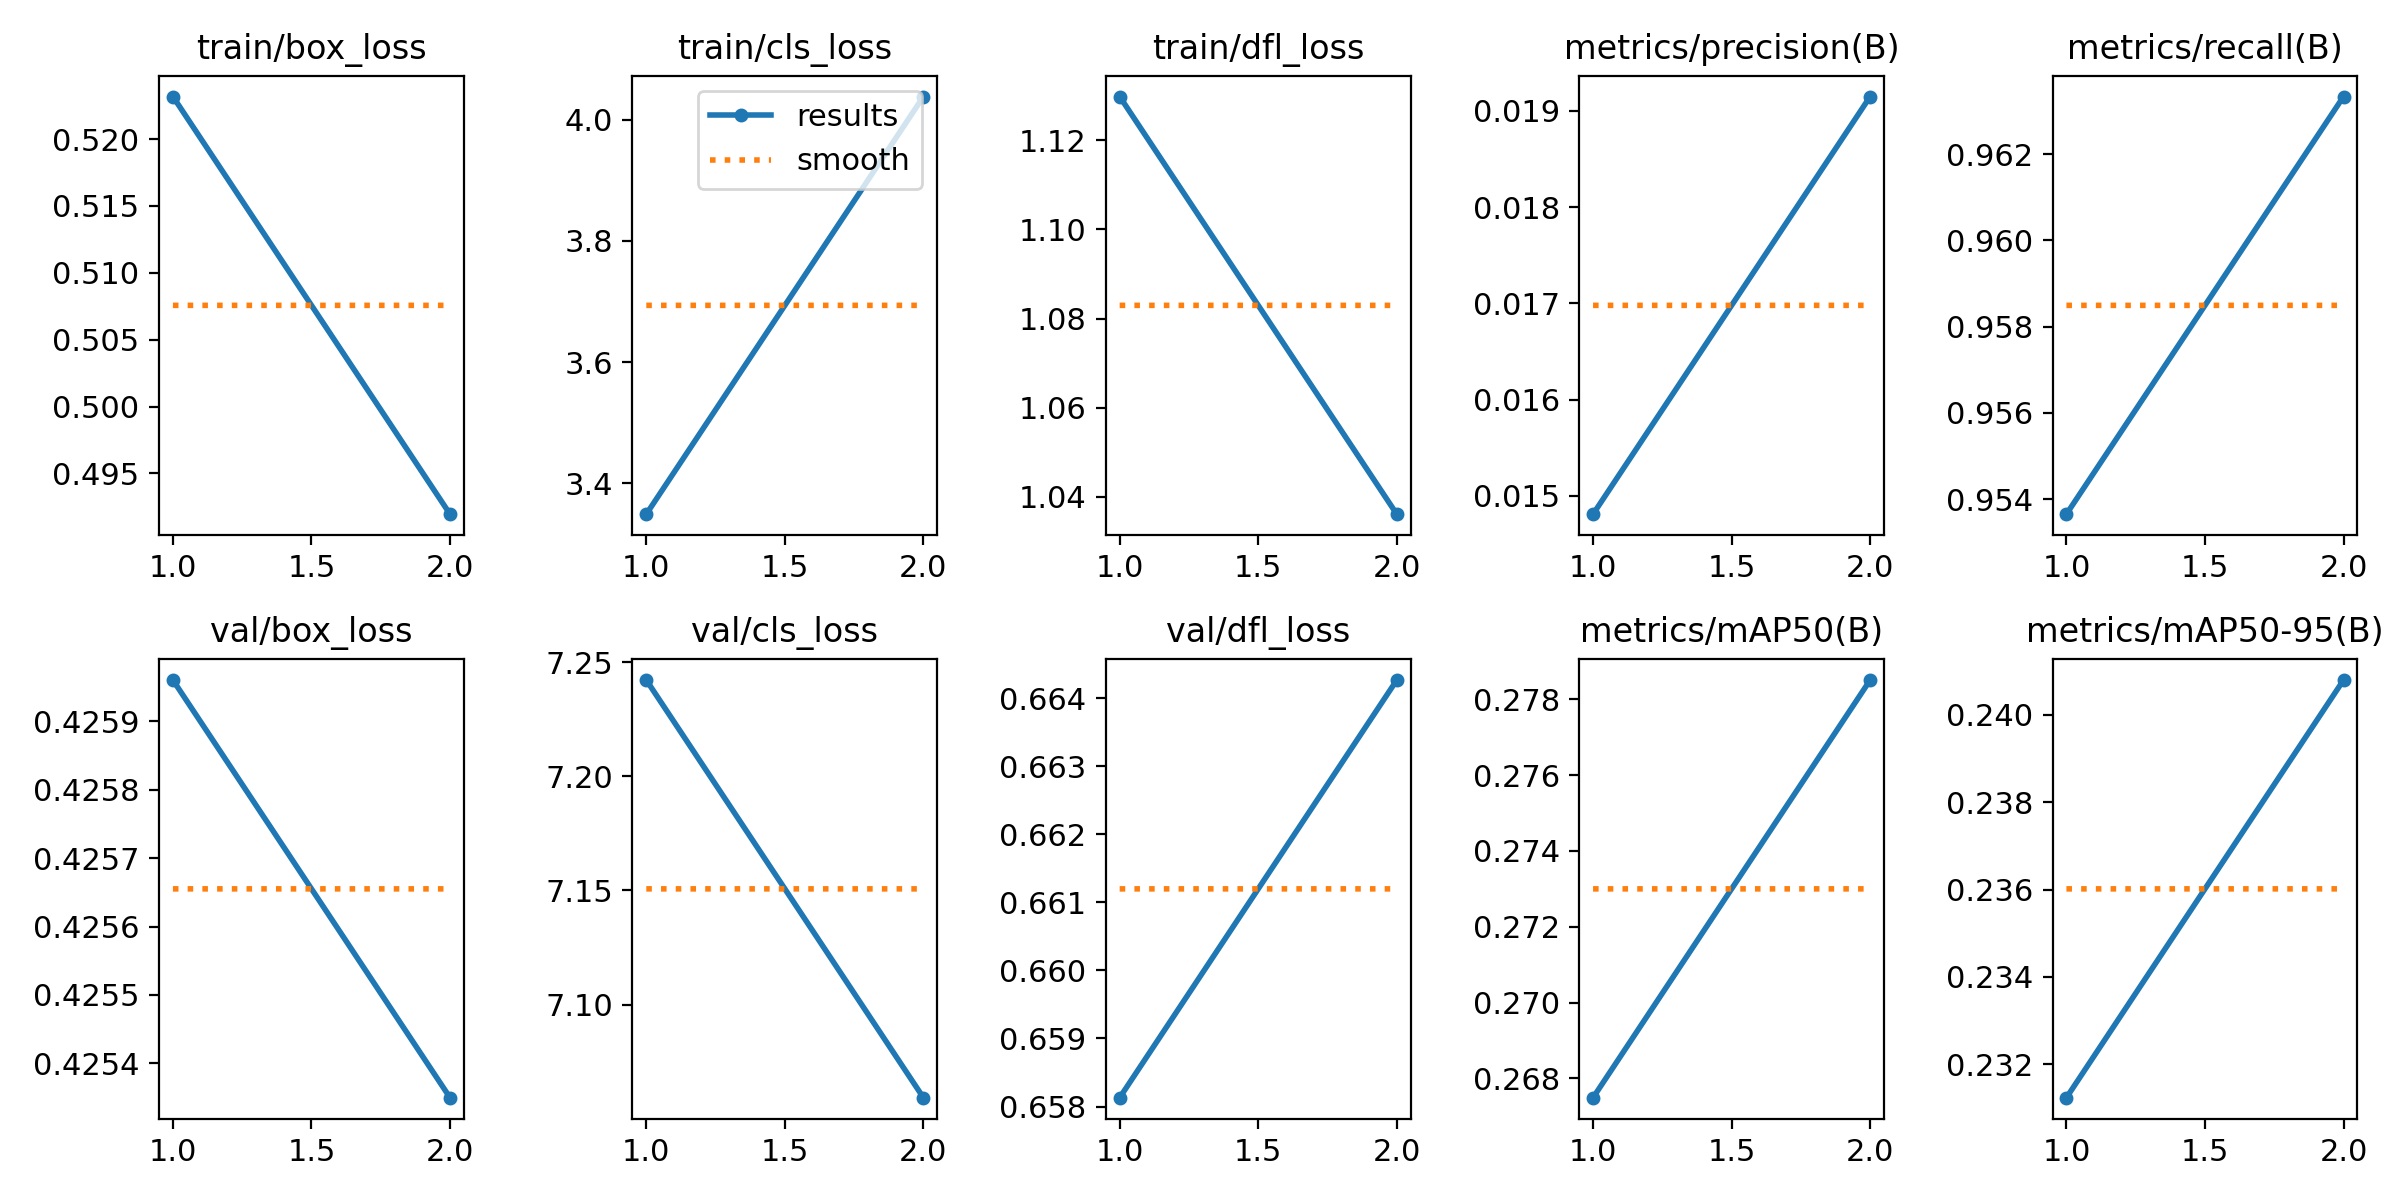 train/box_loss
0.520
0.515
0.510
0.505
0.500
0.495
1.0 1.5 2.0
train/cls_loss
results
smooth
4.0
3.8
3.6
3.4
1.0 1.5 2.0
train/dfl_loss
1.12
1.10
1.08
1.06
1.04
1.0 1.5 2.0
metrics/precision(B)
0.019
0.018
0.017
0.016
0.015
1.0 1.5 2.0
metrics/recall(B)
0.962
0.960
0.958
0.956
0.954
1.0 1.5 2.0
val/box_loss
0.4259
0.4258
0.4257
0.4256
0.4255
0.4254
1.0 1.5 2.0
val/cls_loss
7.25
7.20
7.15
7.10
1.0 1.5 2.0
val/dfl_loss
0.664
0.663
0.662
0.661
0.660
0.659
0.658
1.0 1.5 2.0
metrics/mAP50(B)
0.278
0.276
0.274
0.272
0.270
0.268
1.0 1.5 2.0
metrics/mAP50-95(B)
0.240
0.238
0.236
0.234
0.232
1.0 1.5 2.0